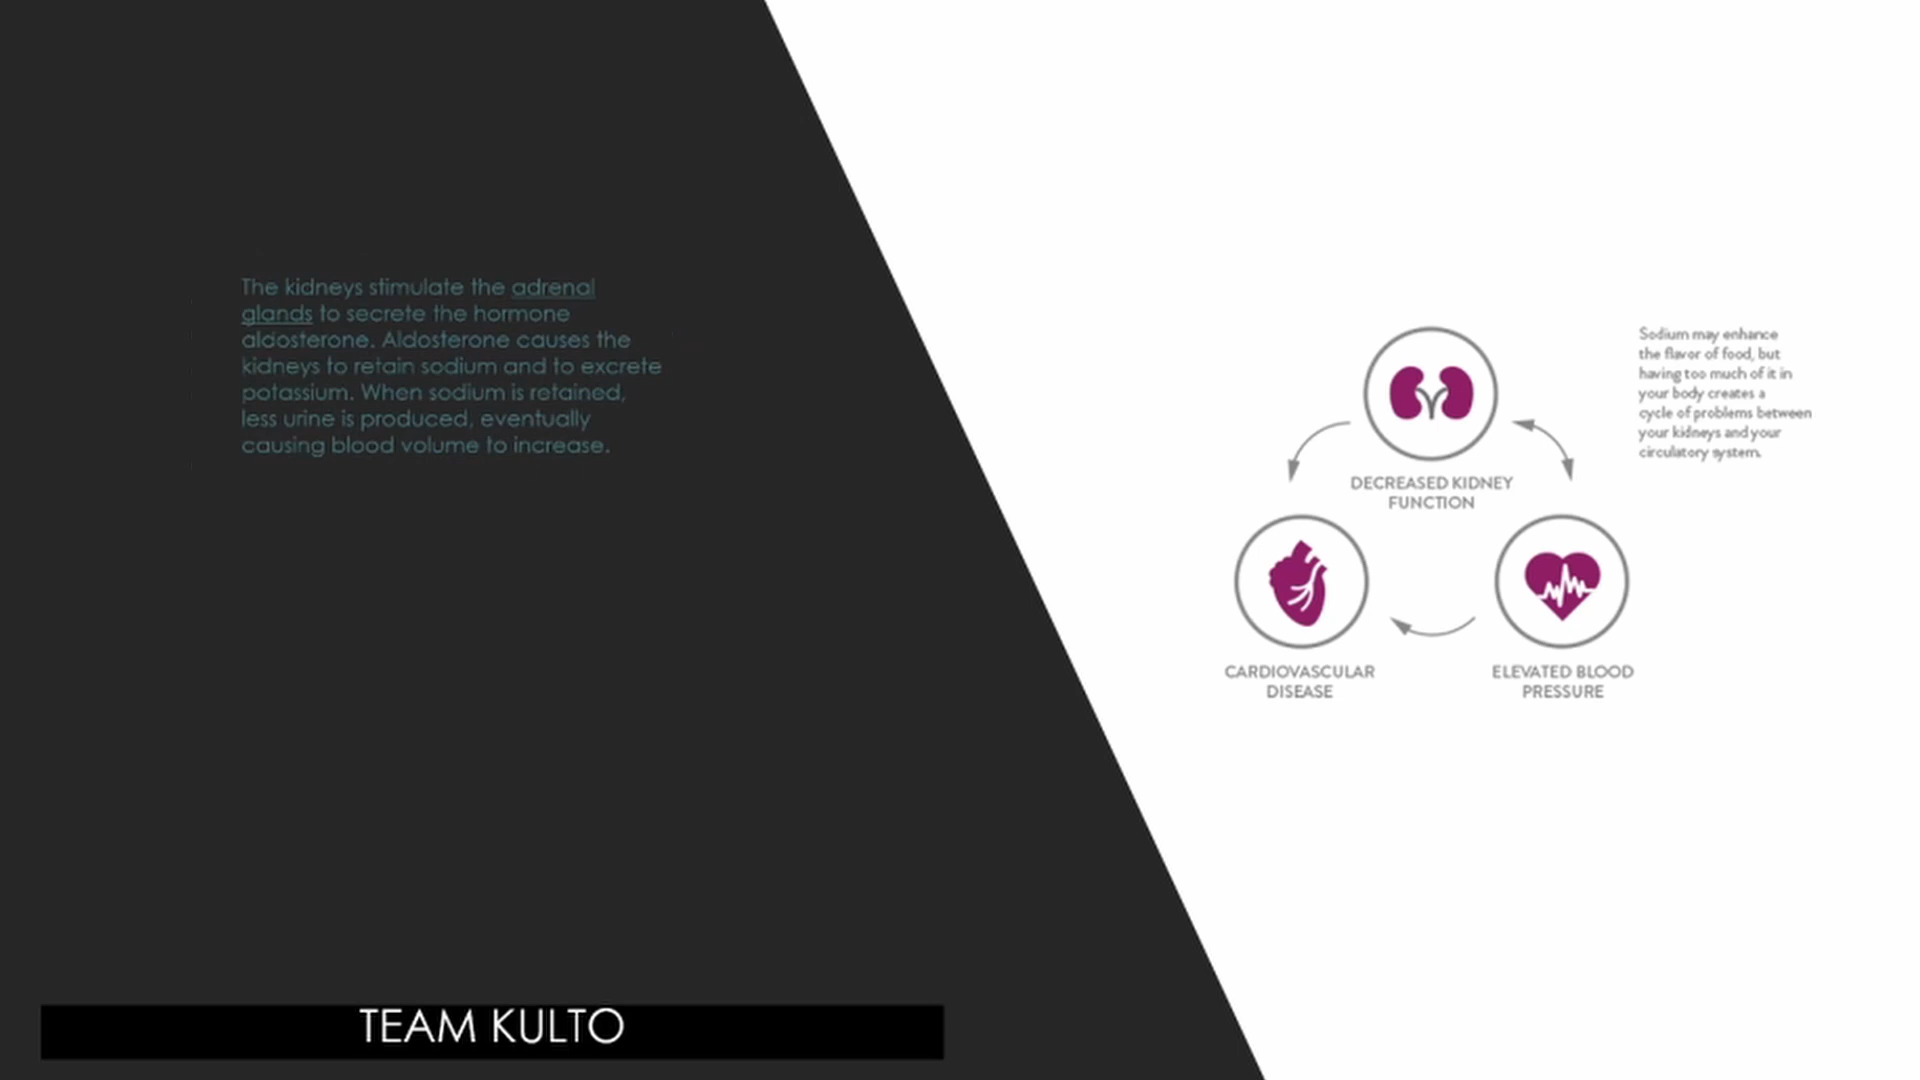 The kidneys stimulate the adrenal
glands to secrete the hormone
aldosterone. Aldosterone causes the
kidneys to retain sodium and to excrete
potassium. When sodium is retained,
less urine is produced, eventually
causing blood volume to increase.
Sodium may enhance
the flavor of food, but
having too much of it in
your body creates a
cycle of problems between
your kidneys and your
circulatory system.
DECREASED KIDNEY
FUNCTION
CARDIOVASCULAR
DISEASE
ELEVATED BLOOD
PRESSURE
TEAM KULTO